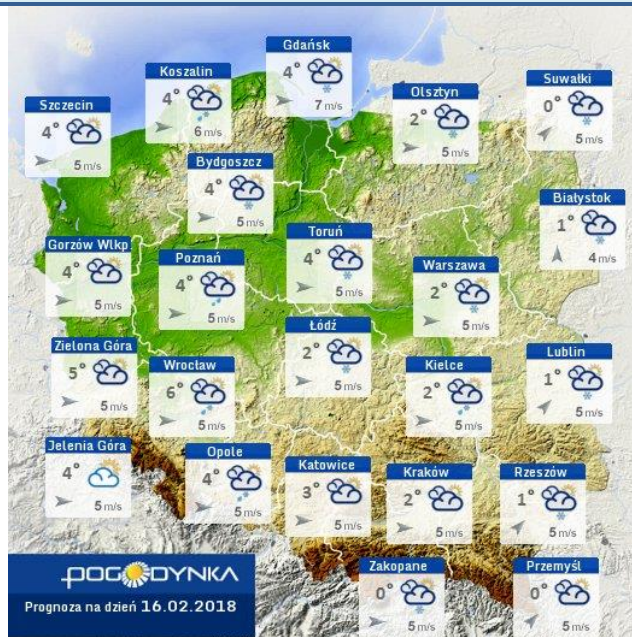 Gdańsk
4°
7 m/s
Koszalin
4°
6 m/s
Suwałki
0°
5 m/s
Olsztyn
2°
5 m/s
Szczecin
4°
5 m/s
Bydgoszcz
4°
5 m/s
Białystok
1°
4 m/s
Toruń
4°
5 m/s
Gorzów Wlkp
4°
5 m/s
Poznań
4°
5 m/s
Warszawa
2°
5 m/s
Łódź
2°
5 m/s
Zielona Góra
5°
5 m/s
Lublin
1°
5 m/s
Wrocław
6°
5 m/s
Kielce
2°
5 m/s
Jelenia Góra
4°
5 m/s
Opole
4°
5 m/s
Katowice
3°
5 m/s
Kraków
2°
5 m/s
Rzeszów
1°
5 m/s
Zakopane
0°
5 m/s
Przemyśl
0°
5 m/s
POGODYNKA
Prognoza na dzień 16.02.2018